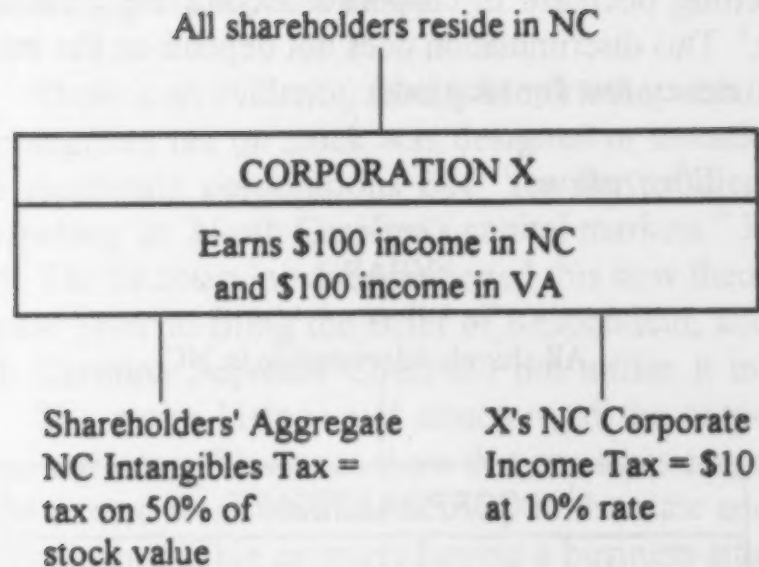 All shareholders reside in NC
CORPORATION X
Earns $100 income in NC
and $100 income in VA
Shareholders' Aggregate
NC Intangibles Tax =
tax on 50% of
stock value
X's NC Corporate
Income Tax = $10
at 10% rate